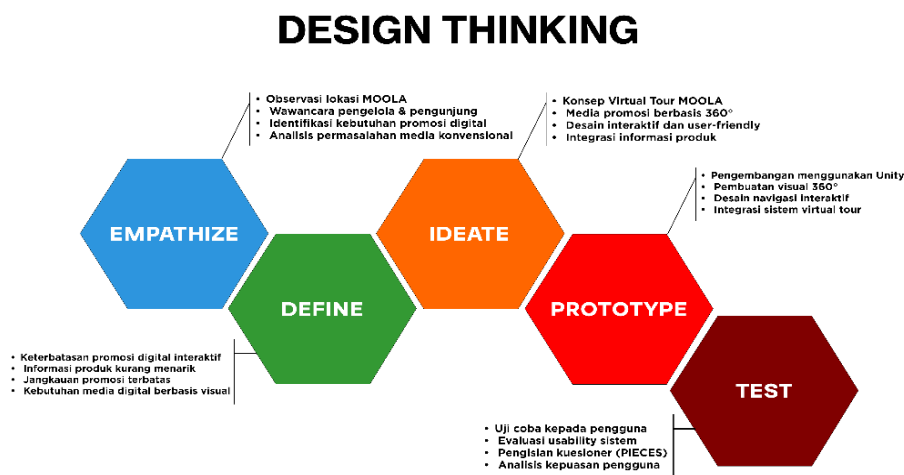 DESIGN THINKING
• Observasi lokasi MOOLA
• Wawancara pengelola & pengunjung
• Identifikasi kebutuhan promosi digital
• Analisis permasalahan media konvensional
• Konsep Virtual Tour MOOLA
• Media promosi berbasis 360°
• Desain interaktif dan user-friendly
• Integrasi informasi produk
• Pengembangan menggunakan Unity
• Pembuatan visual 360°
• Desain navigasi interaktif
• Integrasi sistem virtual tour
EMPATHIZE
IDEATE
DEFINE
PROTOTYPE
• Keterbatasan promosi digital interaktif
• Informasi produk kurang menarik
• Jangkauan promosi terbatas
• Kebutuhan media digital berbasis visual
TEST
• Uji coba kepada pengguna
• Evaluasi usability sistem
• Pengisian kuesioner (PIECES)
• Analisis kepuasan pengguna